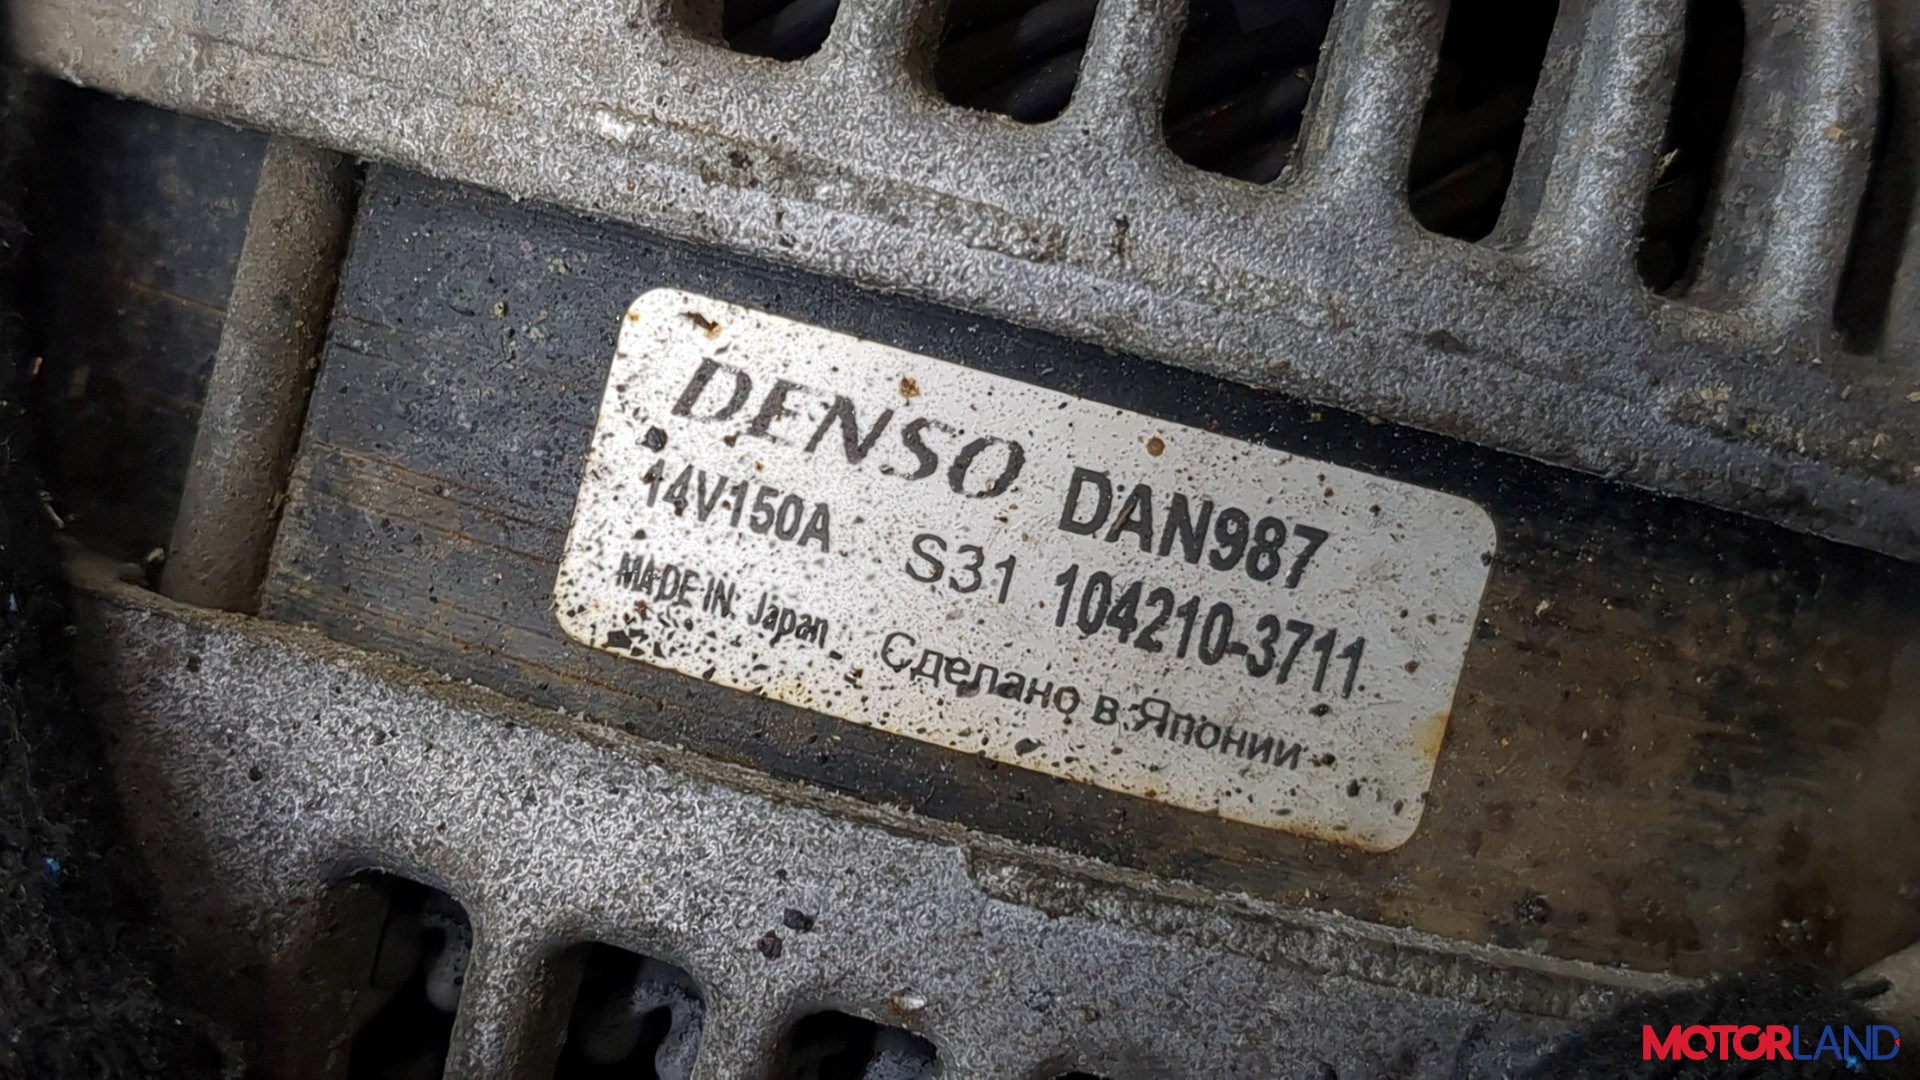 DENSO DAN987
14V150A S31 104210-3711
MADE IN: Japan Сделано в Японии
MOTORLAND